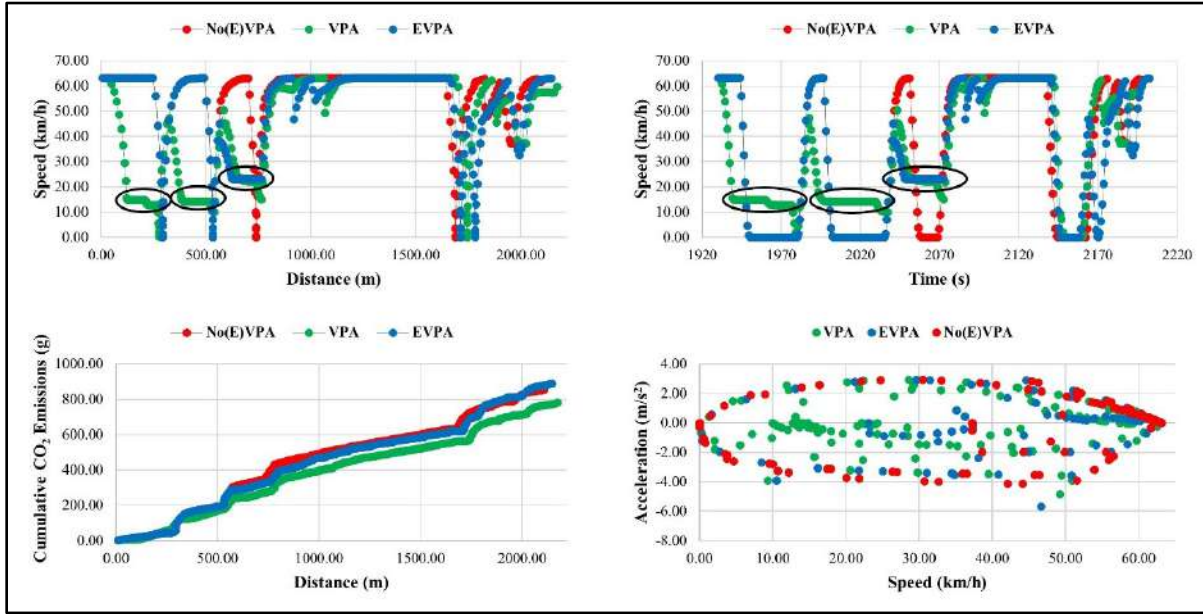 No(E)VPA VPA EVPA
70.00
60.00
50.00
40.00
30.00
20.00
10.00
0.00
Speed (km/h)
0.00 500.00 1000.00 1500.00 2000.00
Distance (m)
No(E)VPA VPA EVPA
70.00
60.00
50.00
40.00
30.00
20.00
10.00
0.00
Speed (km/h)
1920 1970 2020 2070 2120 2170 2220
Time (s)
No(E)VPA VPA EVPA
1000.00
800.00
600.00
400.00
200.00
0.00
Cumulative CO₂ Emissions (g)
0.00 500.00 1000.00 1500.00 2000.00
Distance (m)
VPA EVPA No(E)VPA
4.00
2.00
0.00
-2.00
-4.00
-6.00
-8.00
Acceleration (m/s²)
0.00 10.00 20.00 30.00 40.00 50.00 60.00
Speed (km/h)